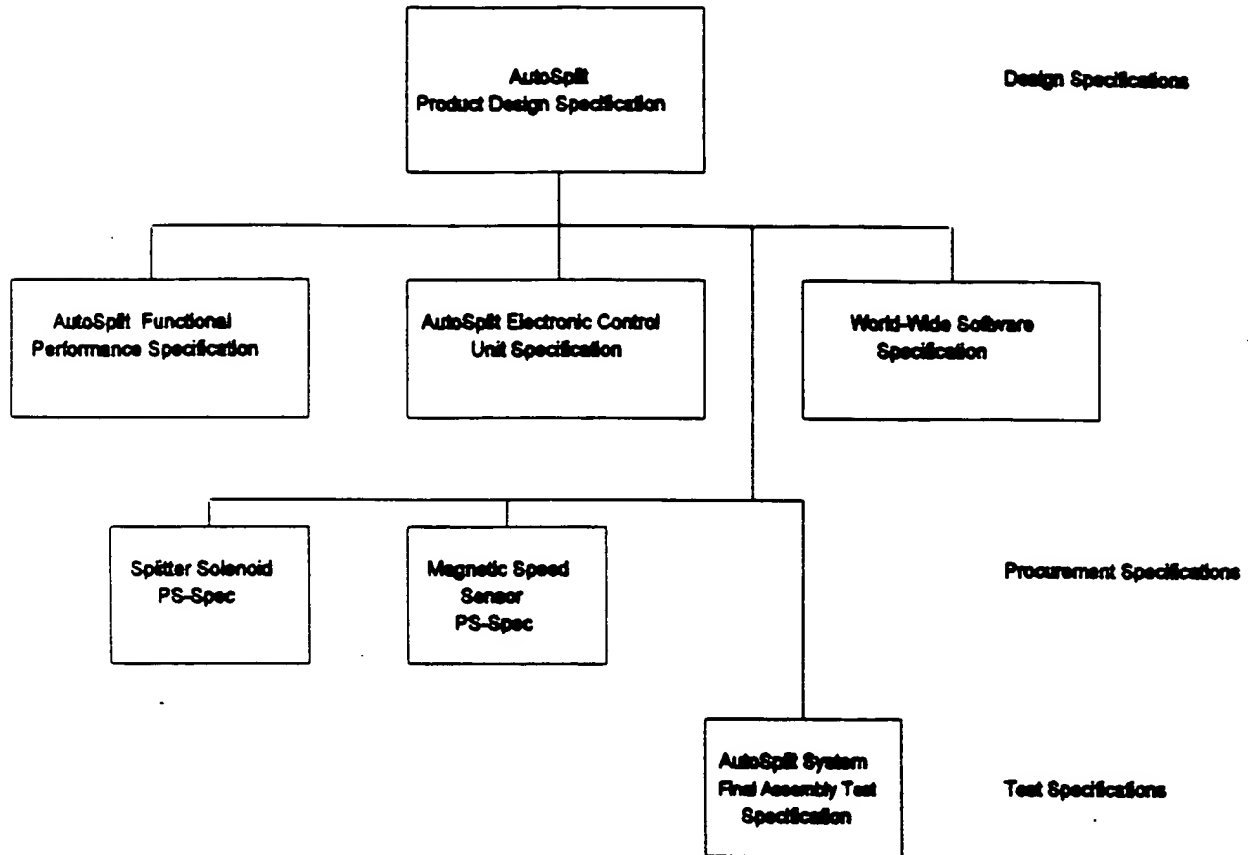 AutoSplit
Product Design Specification
Design Specifications
AutoSplit Functional
Performance Specification
AutoSplit Electronic Control
Unit Specification
World-Wide Software
Specification
Splitter Solenoid
PS-Spec
Magnetic Speed
Sensor
PS-Spec
Procurement Specifications
AutoSplit System
Final Assembly Test
Specification
Test Specifications